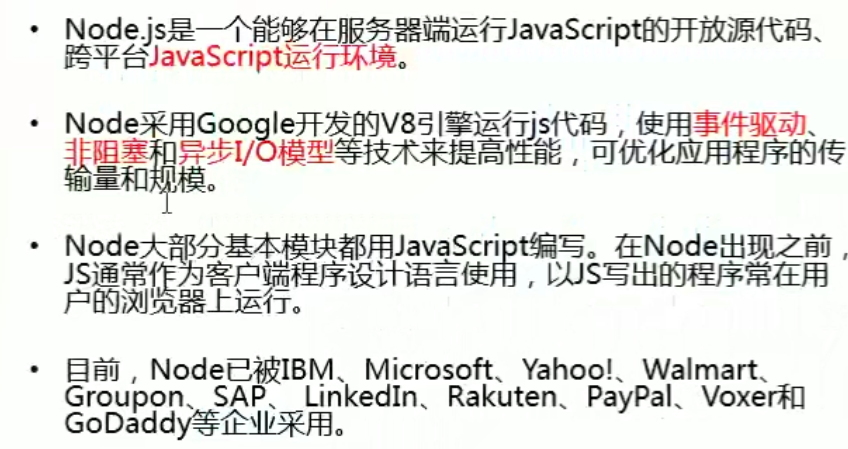 • Node.js是一个能够在服务器端运行JavaScript的开放源代码、
跨平台JavaScript运行环境。
• Node采用Google开发的V8引擎运行js代码，使用事件驱动、
非阻塞和异步I/O模型等技术来提高性能，可优化应用程序的传
输量和规模。
• Node大部分基本模块都用JavaScript编写。在Node出现之前，
JS通常作为客户端程序设计语言使用，以JS写出的程序常在用
户的浏览器上运行。
• 目前，Node已被IBM、Microsoft、Yahoo!、Walmart、
Groupon、SAP、 LinkedIn、Rakuten、PayPal、Voxer和
GoDaddy等企业采用。